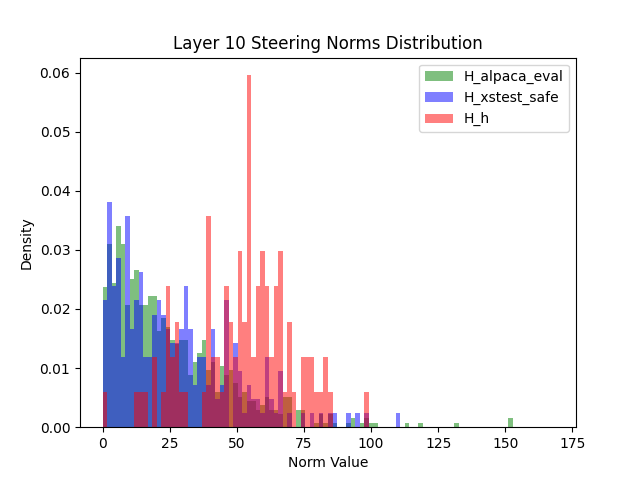 Layer 10 Steering Norms Distribution
H_alpaca_eval
H_xstest_safe
H_h
0.06
0.05
0.04
0.03
0.02
0.01
0.00
Density
0
25
50
75
100
125
150
175
Norm Value